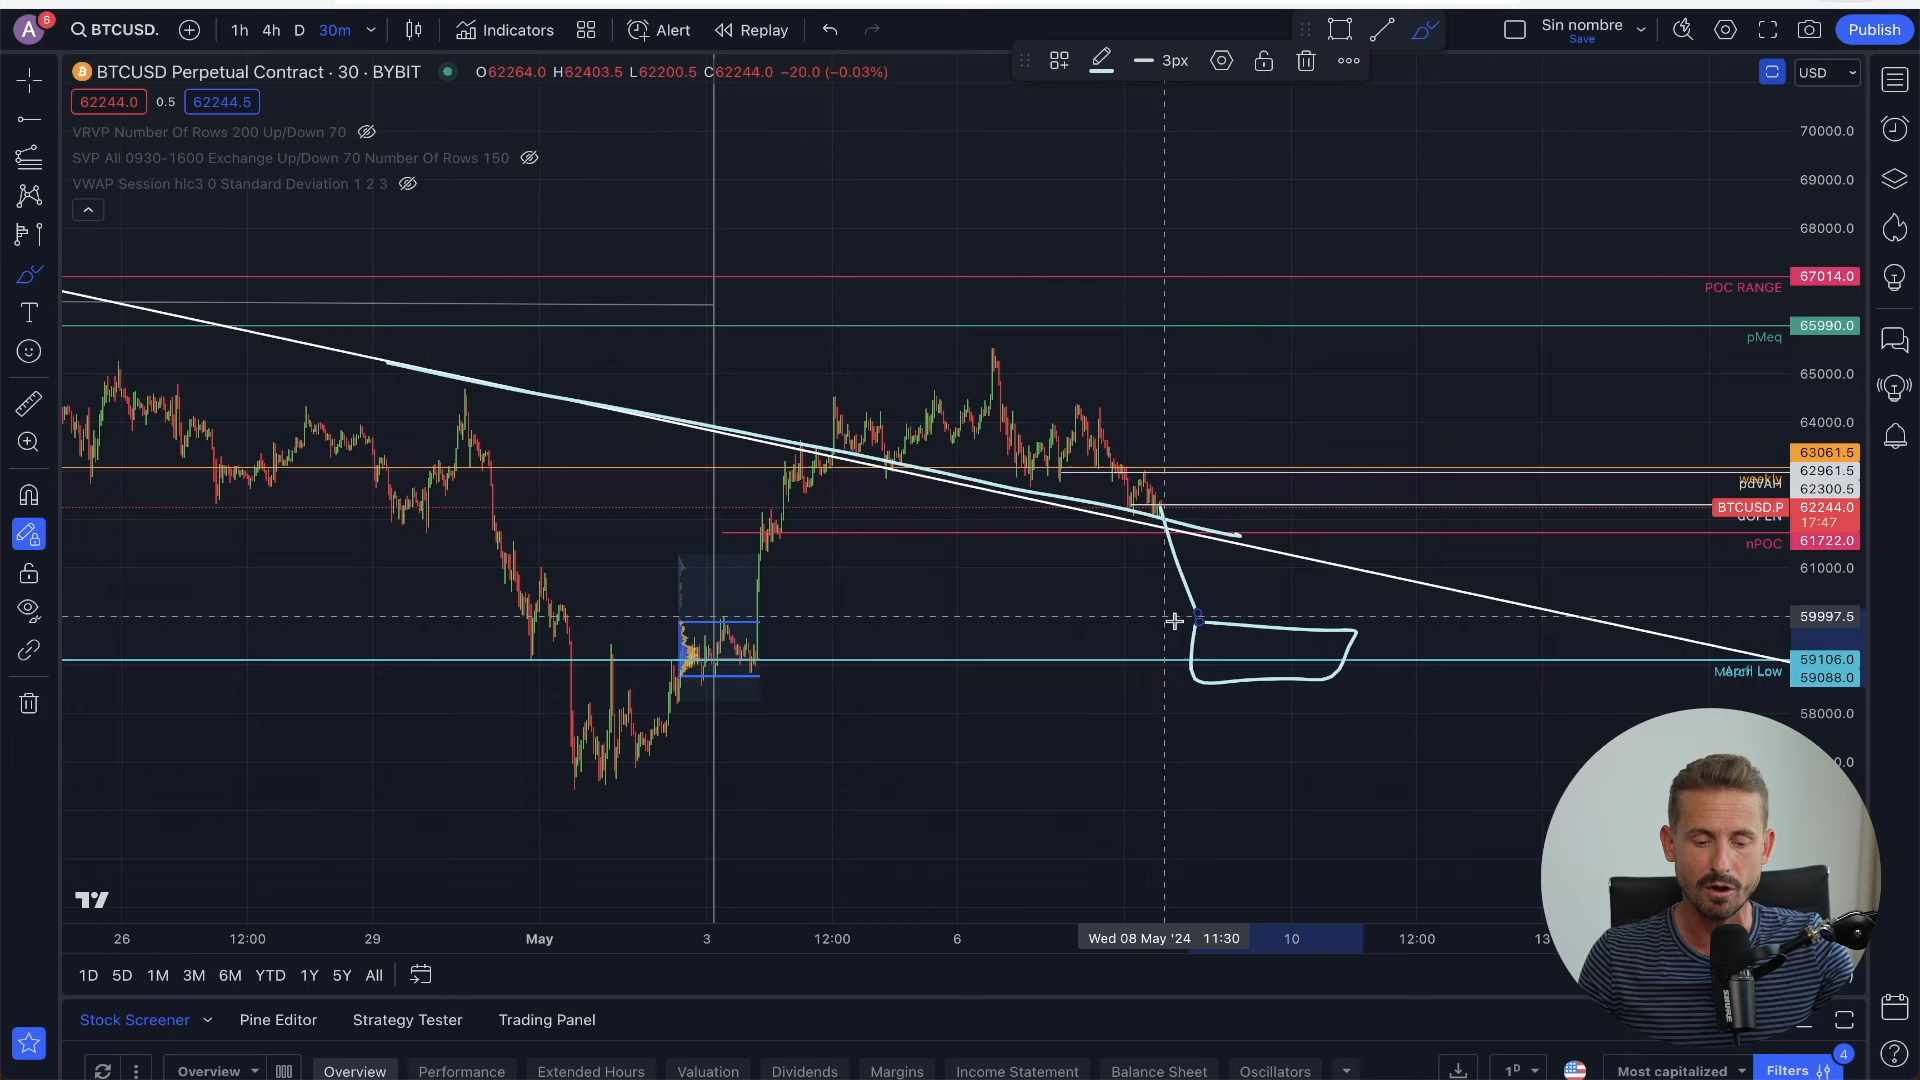 A 6 BTCUSD. 1h 4h D 30m Indicators Alert Replay Sin nombre Save Publish
3px
BTCUSD Perpetual Contract · 30 · BYBIT O62264.0 H62403.5 L62200.5 C62244.0 −20.0 (−0.03%) USD
62244.0 0.5 62244.5
VRVP Number Of Rows 200 Up/Down 70
SVP All 0930-1600 Exchange Up/Down 70 Number Of Rows 150
VWAP Session hlc3 0 Standard Deviation 1 2 3
70000.0
69000.0
68000.0
67014.0
POC RANGE
65990.0
pMeq
65000.0
64000.0
63061.5
62961.5
weekly
pdVAH
62300.5
BTCUSD.P 62244.0
17:47
dOPEN
61722.0
nPOC
61000.0
59997.5
59106.0
April Low
59088.0
58000.0
26 12:00 29 May 3 12:00 6 Wed 08 May '24 11:30 10 12:00 13
1D 5D 1M 3M 6M YTD 1Y 5Y All
Stock Screener Pine Editor Strategy Tester Trading Panel
Overview Overview Performance Extended Hours Valuation Dividends Margins Income Statement Balance Sheet Oscillators 1D Most capitalized Filters 4
SHURE